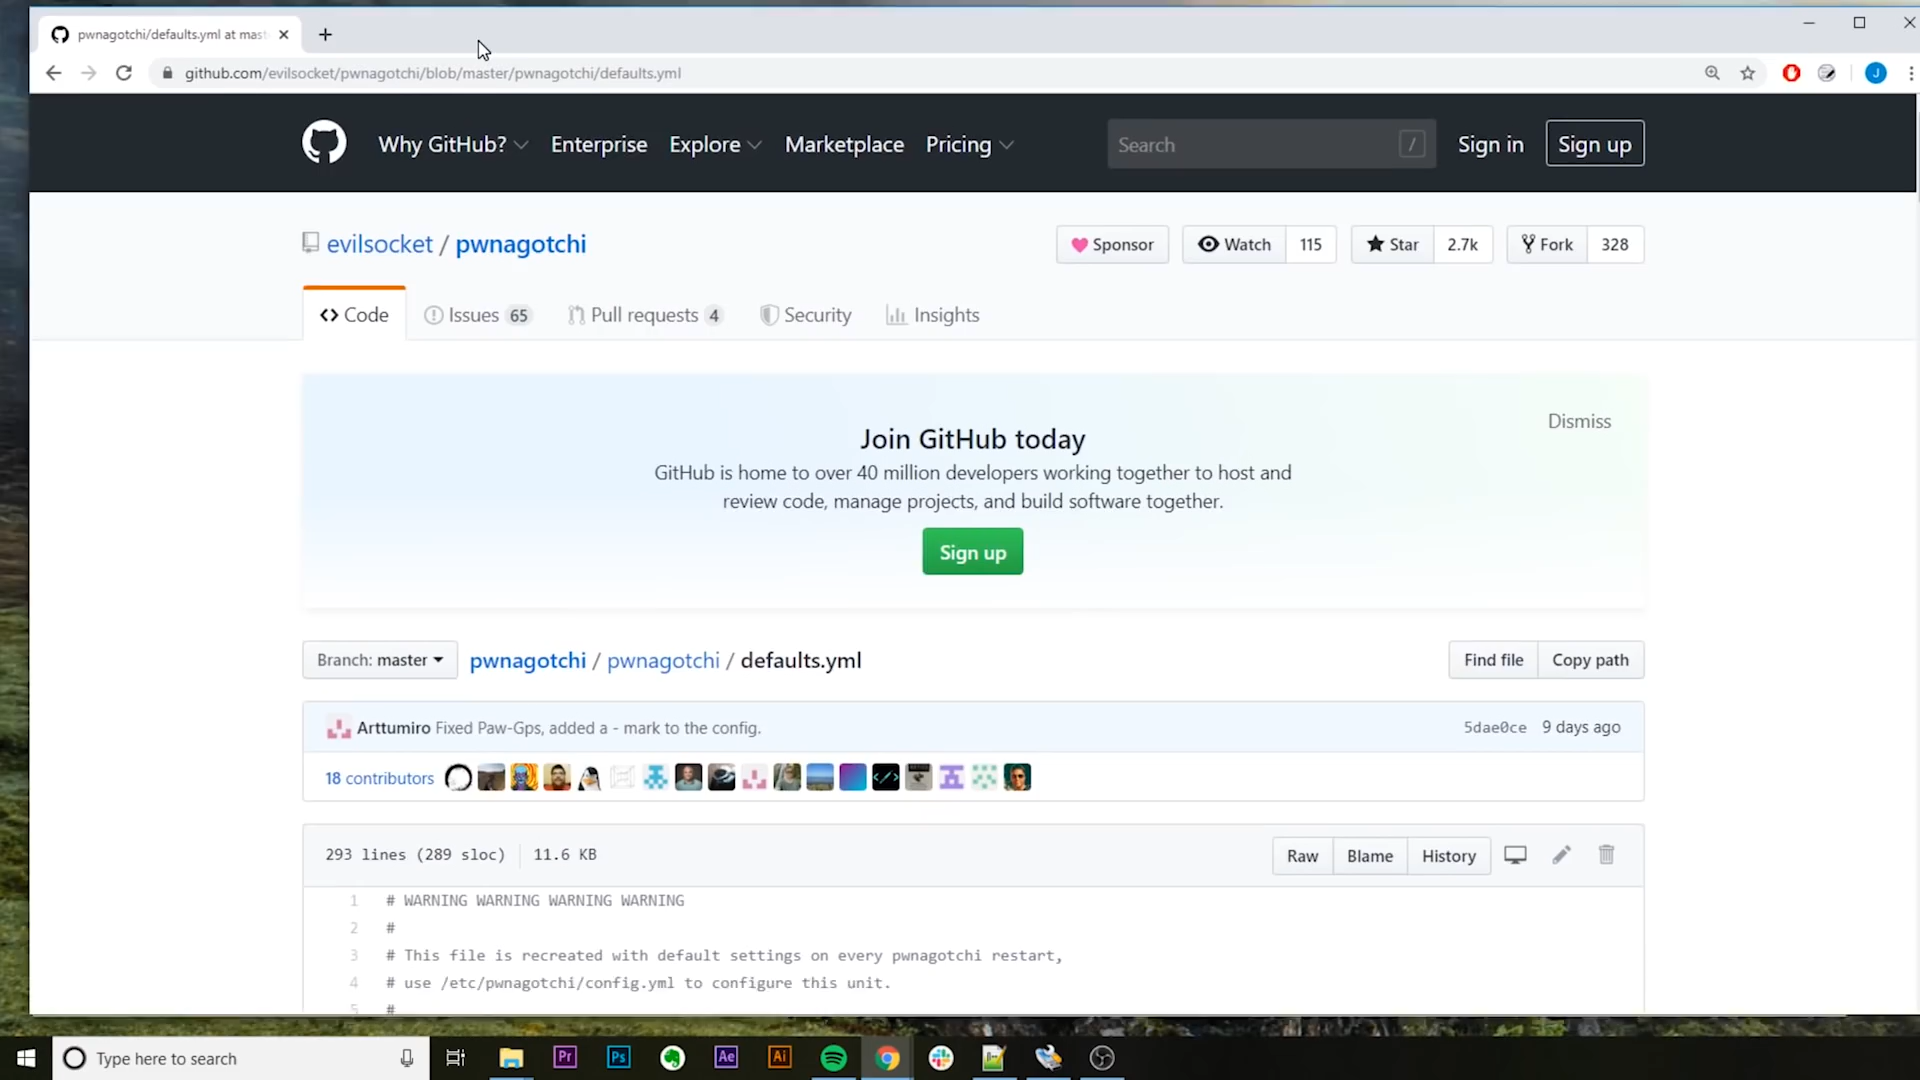 pwnagotchi/defaults.yml at mast
github.com/evilsocket/pwnagotchi/blob/master/pwnagotchi/defaults.yml
J
Why GitHub? Enterprise Explore Marketplace Pricing Search / Sign in Sign up
evilsocket / pwnagotchi Sponsor Watch 115 Star 2.7k Fork 328
Code Issues 65 Pull requests 4 Security Insights
Dismiss
Join GitHub today
GitHub is home to over 40 million developers working together to host and
review code, manage projects, and build software together.
Sign up
Branch: master pwnagotchi / pwnagotchi / defaults.yml Find file Copy path
Arttumiro Fixed Paw-Gps, added a - mark to the config. 5dae0ce 9 days ago
18 contributors
293 lines (289 sloc) 11.6 KB Raw Blame History
1 # WARNING WARNING WARNING WARNING
2 #
3 # This file is recreated with default settings on every pwnagotchi restart,
4 # use /etc/pwnagotchi/config.yml to configure this unit.
5 #
Type here to search Pr Ps Ae Ai